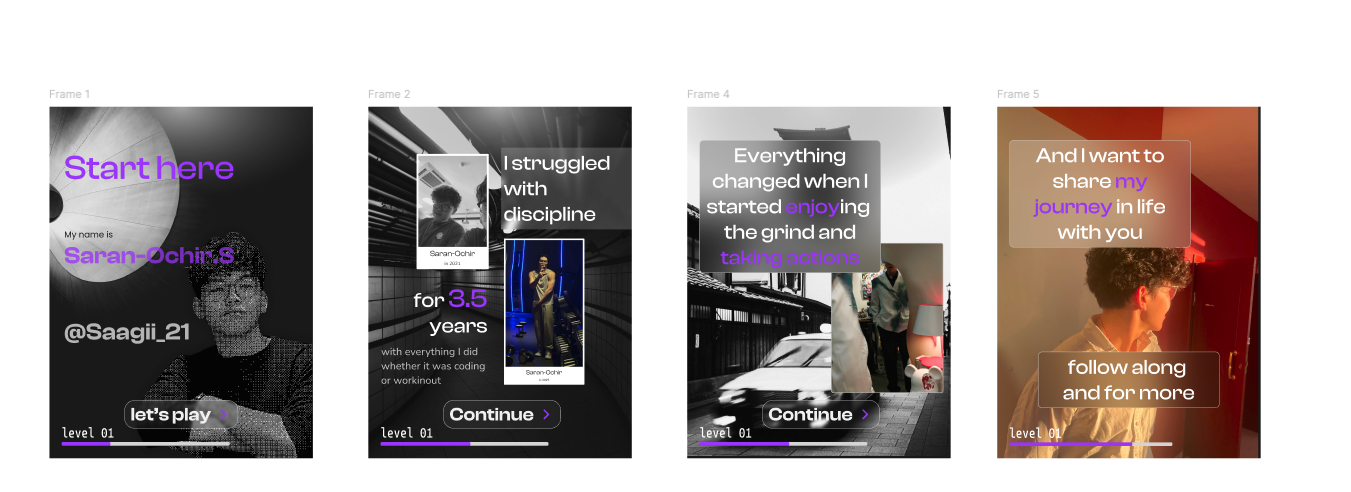 Frame 1
Start here
My name is
Saran-Ochir.S
@Saagii_21
let's play >
level 01
Frame 2
I struggled
with
discipline
Saran-Ochir
in 2021
Saran-Ochir
for 3.5
years
with everything I did
whether it was coding
or workinout
Continue >
level 01
Frame 4
Everything
changed when I
started enjoying
the grind and
taking actions
Continue >
level 01
Frame 5
And I want to
share my
journey in life
with you
follow along
and for more
level 01